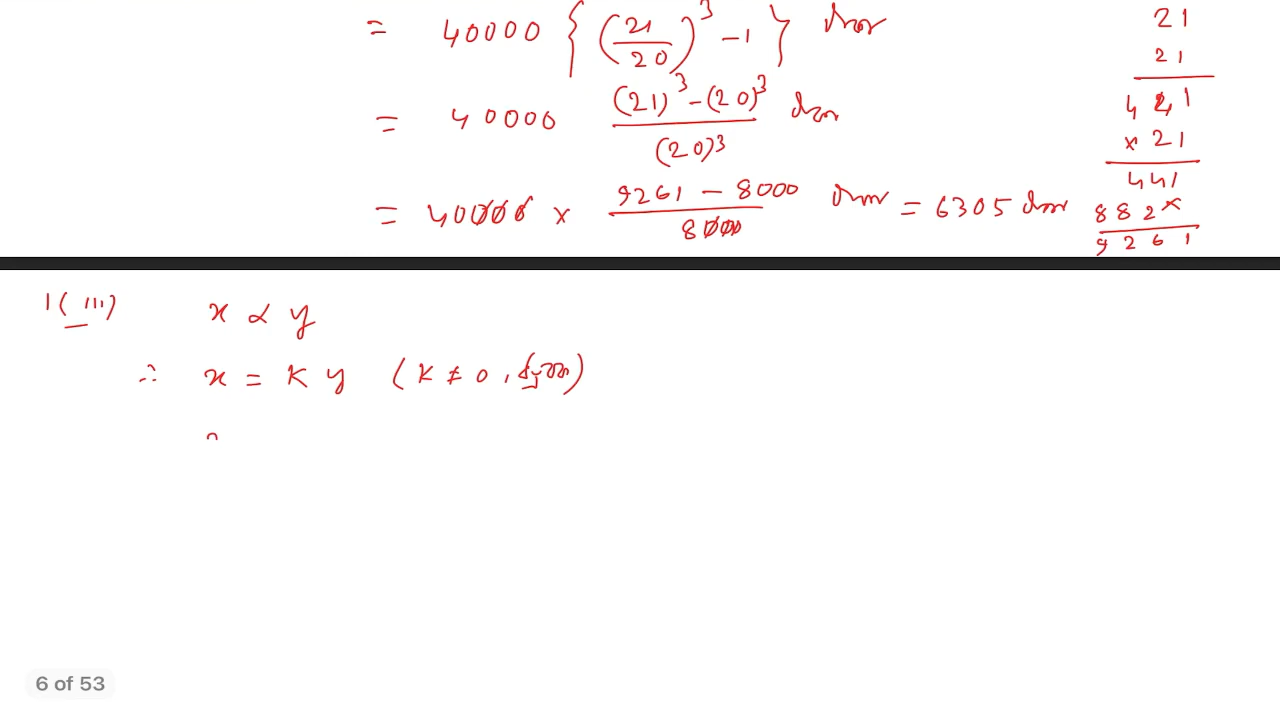 = 40000 { (21/20)³ - 1 } টাকা
= 40000 (21)³ - (20)³ / (20)³ টাকা
= 40000 × 9261 - 8000 / 8000 টাকা = 6305 টাকা
21
21
441
× 21
441
882×
9261
1(iii) x ∝ y
∴ x = K y (K ≠ 0, ধ্রুবক)
6 of 53